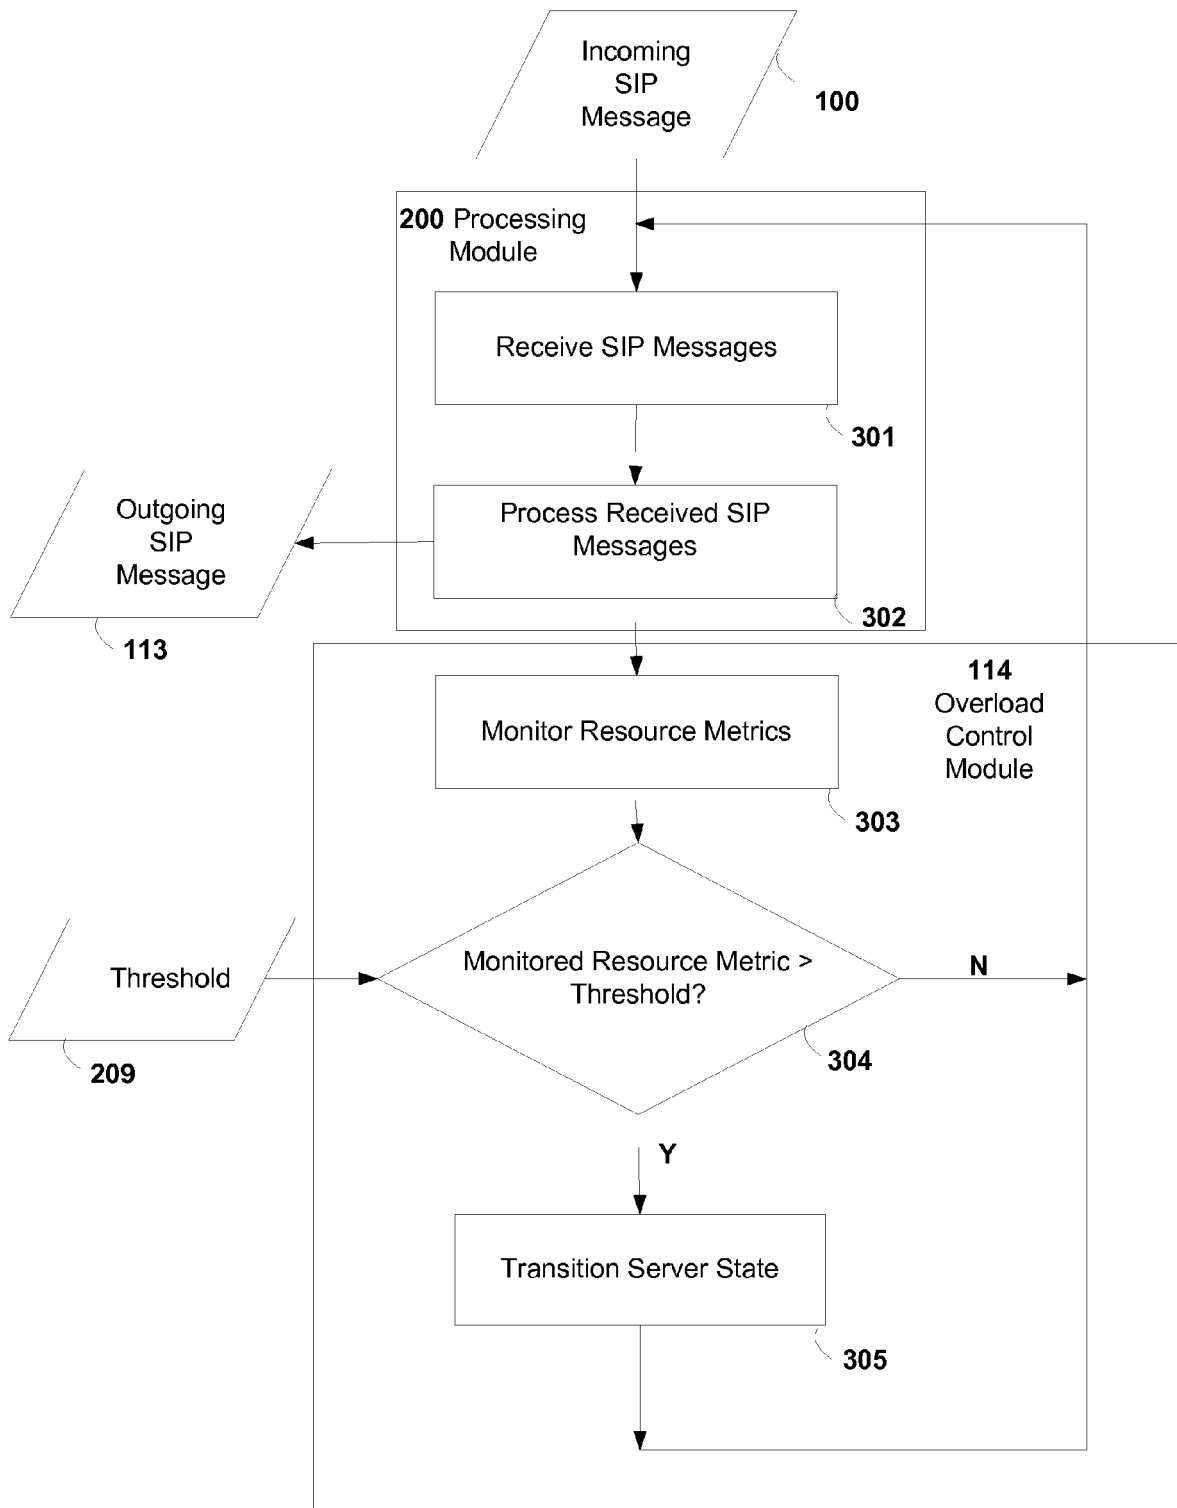 Incoming
SIP
Message
100
200 Processing
Module
Receive SIP Messages
301
Process Received SIP
Messages
302
Outgoing
SIP
Message
113
114
Overload
Control
Module
Monitor Resource Metrics
303
Monitored Resource Metric >
Threshold?
N
304
Threshold
209
Y
Transition Server State
305